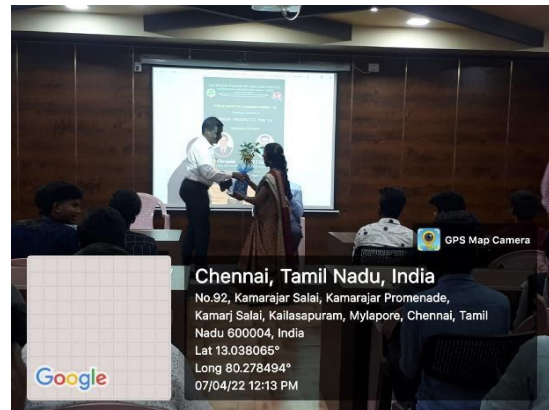 GPS Map Camera
Chennai, Tamil Nadu, India
No.92, Kamarajar Salai, Kamarajar Promenade,
Kamarj Salai, Kailasapuram, Mylapore, Chennai, Tamil
Nadu 600004, India
Lat 13.038065°
Long 80.278494°
07/04/22 12:13 PM
Google